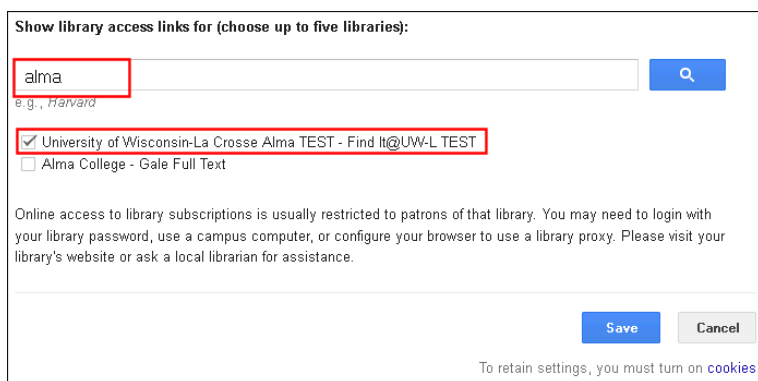 Show library access links for (choose up to five libraries):
alma
e.g., Harvard
University of Wisconsin-La Crosse Alma TEST - Find It@UW-L TEST
Alma College - Gale Full Text
Online access to library subscriptions is usually restricted to patrons of that library. You may need to login with
your library password, use a campus computer, or configure your browser to use a library proxy. Please visit your
library's website or ask a local librarian for assistance.
Save Cancel
To retain settings, you must turn on cookies